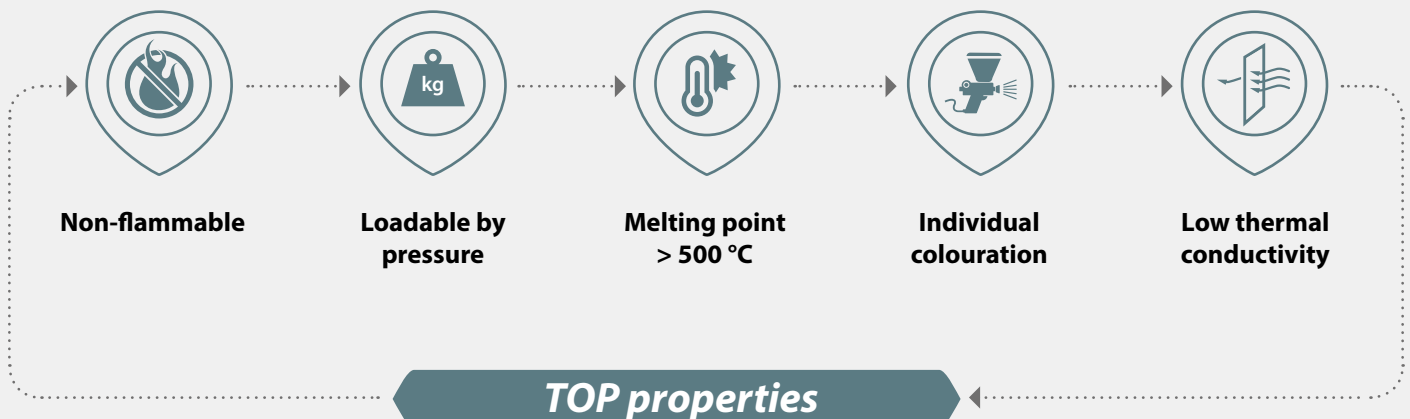 kg
Non-flammable
Loadable by
pressure
Melting point
> 500 °C
Individual
colouration
Low thermal
conductivity
TOP properties